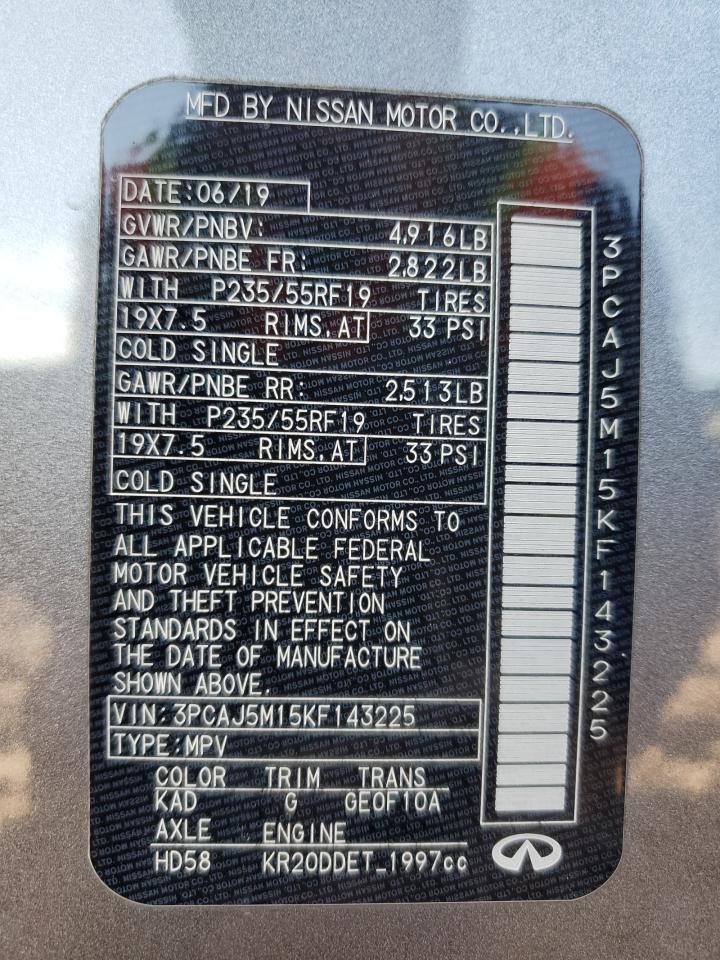 MFD BY NISSAN MOTOR CO.,LTD.
DATE:06/19
GVWR/PNBV: 4,916LB
GAWR/PNBE FR: 2,822LB
WITH P235/55RF19 TIRES
19X7.5 RIMS,AT 33 PSI
COLD SINGLE
GAWR/PNBE RR: 2,513LB
WITH P235/55RF19 TIRES
19X7.5 RIMS,AT 33 PSI
COLD SINGLE
THIS VEHICLE CONFORMS TO
ALL APPLICABLE FEDERAL
MOTOR VEHICLE SAFETY
AND THEFT PREVENTION
STANDARDS IN EFFECT ON
THE DATE OF MANUFACTURE
SHOWN ABOVE.
VIN:3PCAJ5M15KF143225
TYPE:MPV
COLOR TRIM TRANS
KAD G GEOF10A
AXLE ENGINE
HD58 KR20DDET_1997cc
3PCAJ5M15KF143225